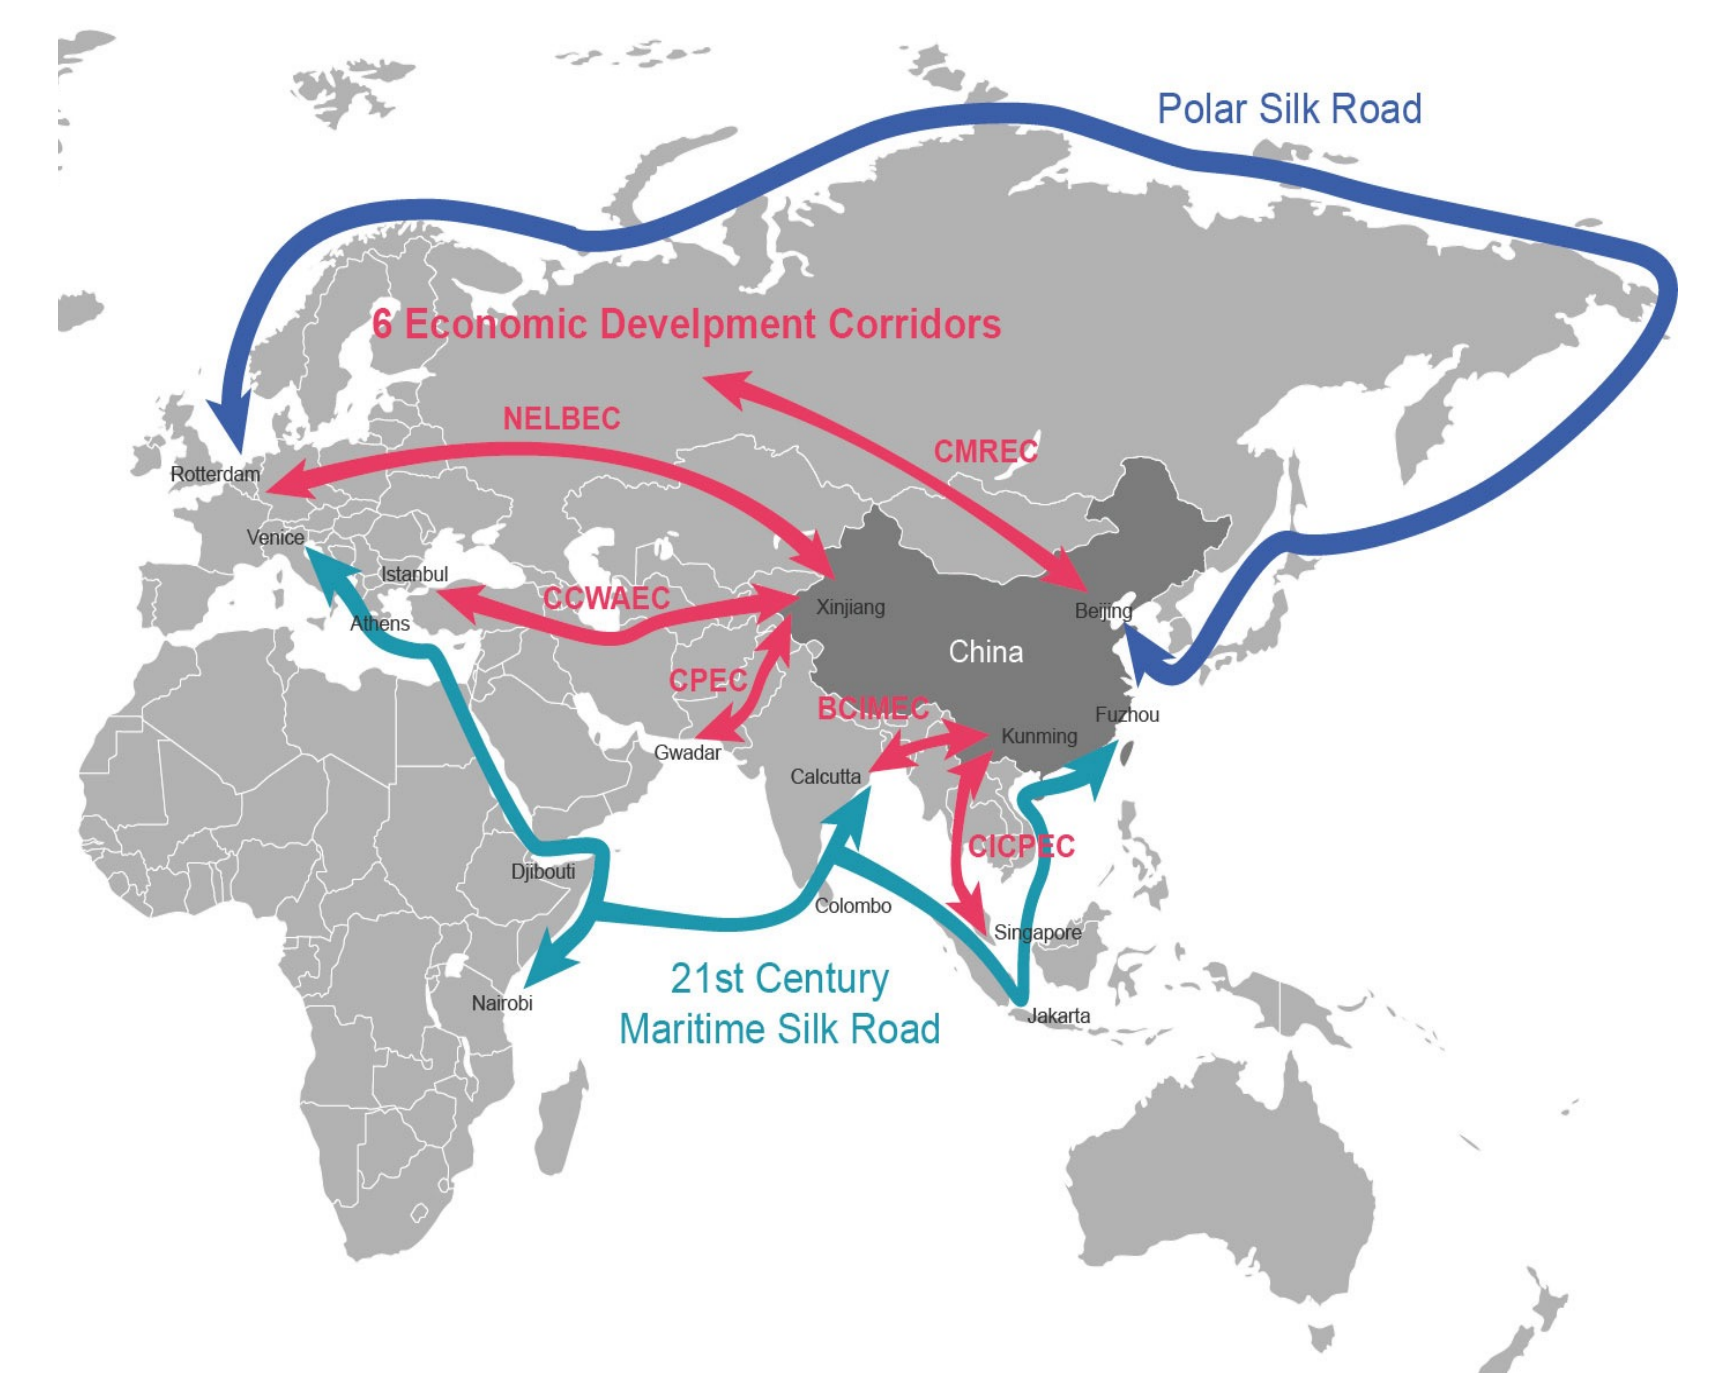 Polar Silk Road
6 Economic Develpment Corridors
NELBEC
CMREC
Rotterdam
Venice
Istanbul
CCWAEC
Xinjiang
Beijing
Athens
China
CPEC
BCIMEC
Fuzhou
Kunming
Gwadar
Calcutta
CICPEC
Djibouti
Colombo
Singapore
21st Century
Maritime Silk Road
Nairobi
Jakarta